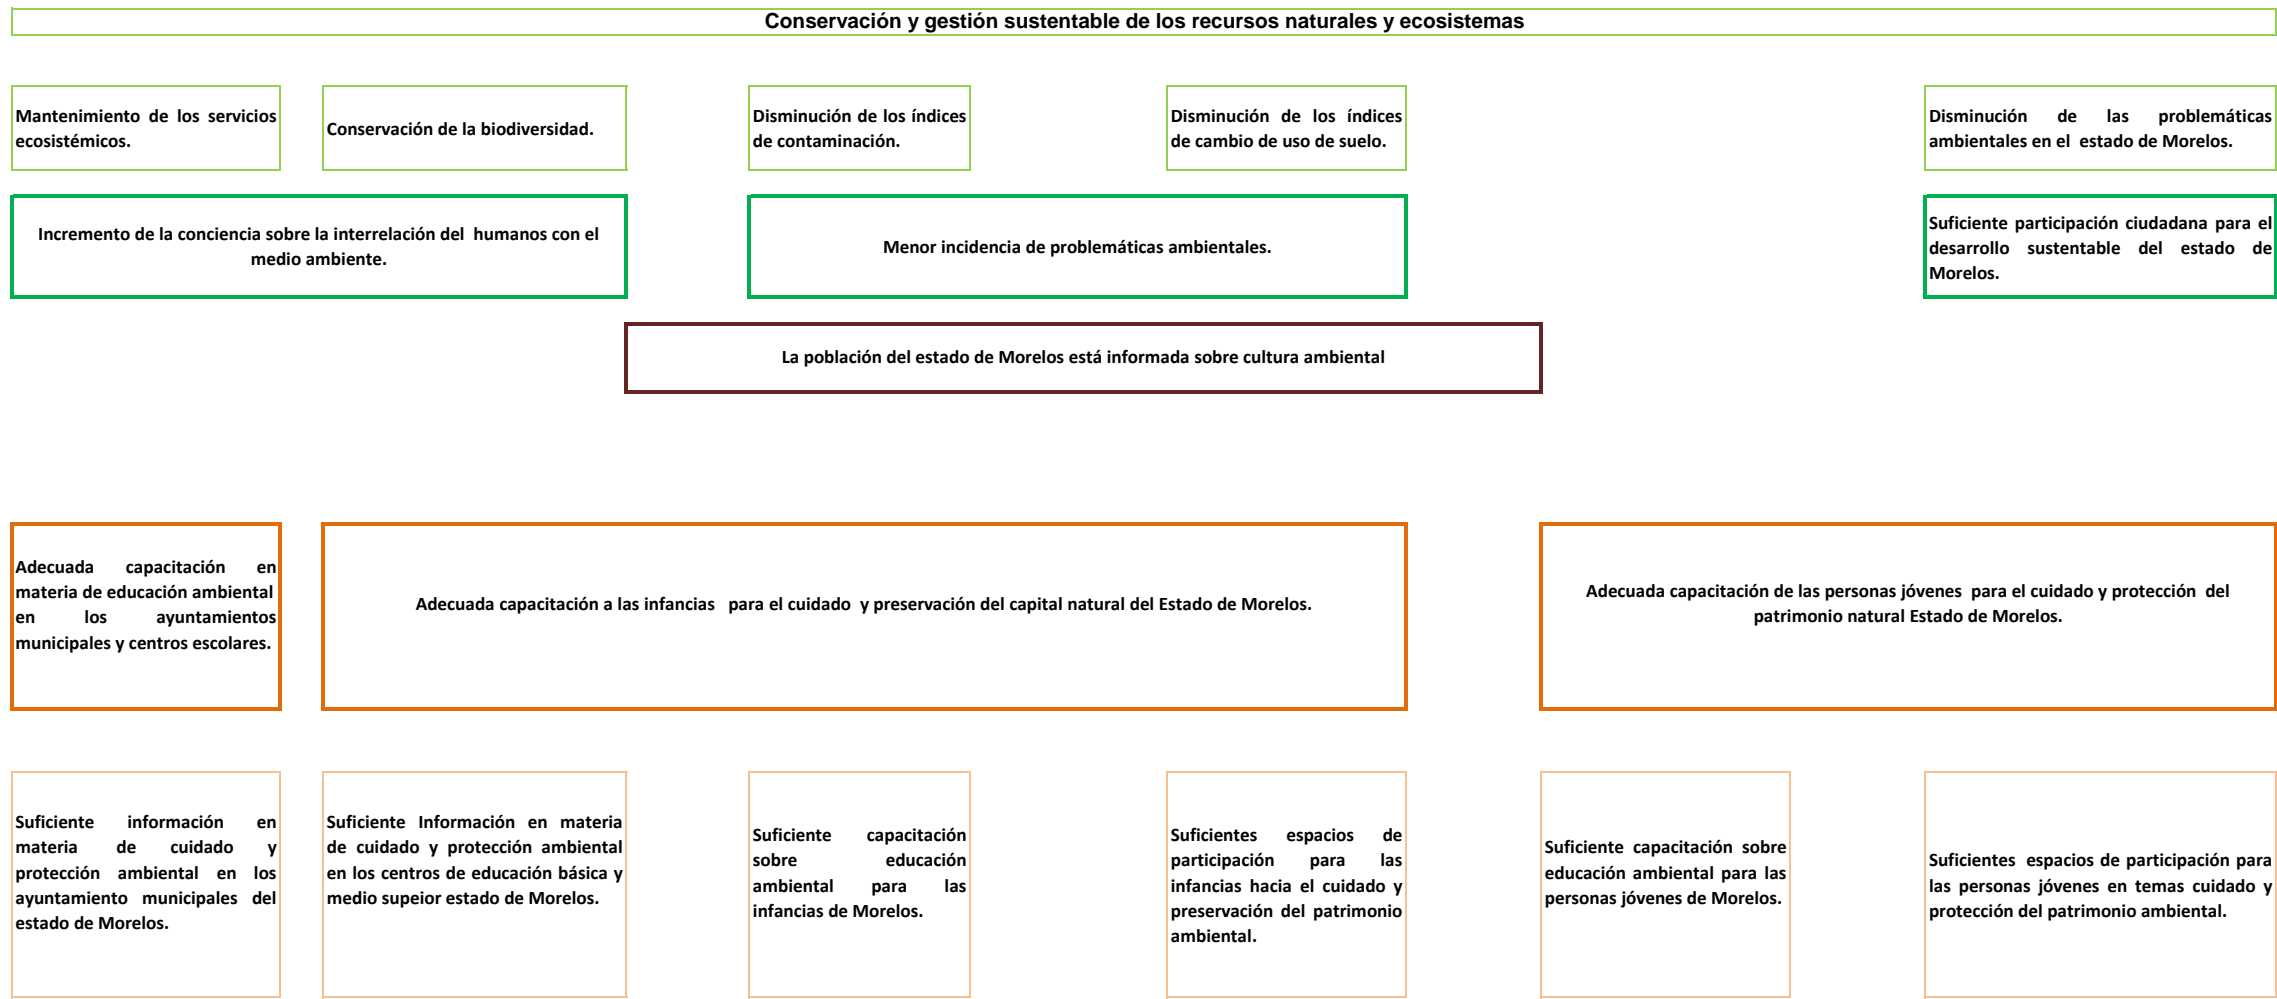 Conservación y gestión sustentable de los recursos naturales y ecosistemas
Mantenimiento de los servicios
ecosistémicos.
Conservación de la biodiversidad.
Disminución de los índices
de contaminación.
Disminución de los índices
de cambio de uso de suelo.
Disminución de las problemáticas
ambientales en el estado de Morelos.
Incremento de la conciencia sobre la interrelación del humanos con el
medio ambiente.
Menor incidencia de problemáticas ambientales.
Suficiente participación ciudadana para el
desarrollo sustentable del estado de
Morelos.
La población del estado de Morelos está informada sobre cultura ambiental
Adecuada capacitación en
materia de educación ambiental
en los ayuntamientos
municipales y centros escolares.
Adecuada capacitación a las infancias para el cuidado y preservación del capital natural del Estado de Morelos.
Adecuada capacitación de las personas jóvenes para el cuidado y protección del
patrimonio natural Estado de Morelos.
Suficiente información en
materia de cuidado y
protección ambiental en los
ayuntamiento municipales del
estado de Morelos.
Suficiente Información en materia
de cuidado y protección ambiental
en los centros de educación básica y
medio supeior estado de Morelos.
Suficiente capacitación
sobre educación
ambiental para las
infancias de Morelos.
Suficientes espacios de
participación para las
infancias hacia el cuidado y
preservación del patrimonio
ambiental.
Suficiente capacitación sobre
educación ambiental para las
personas jóvenes de Morelos.
Suficientes espacios de participación para
las personas jóvenes en temas cuidado y
protección del patrimonio ambiental.